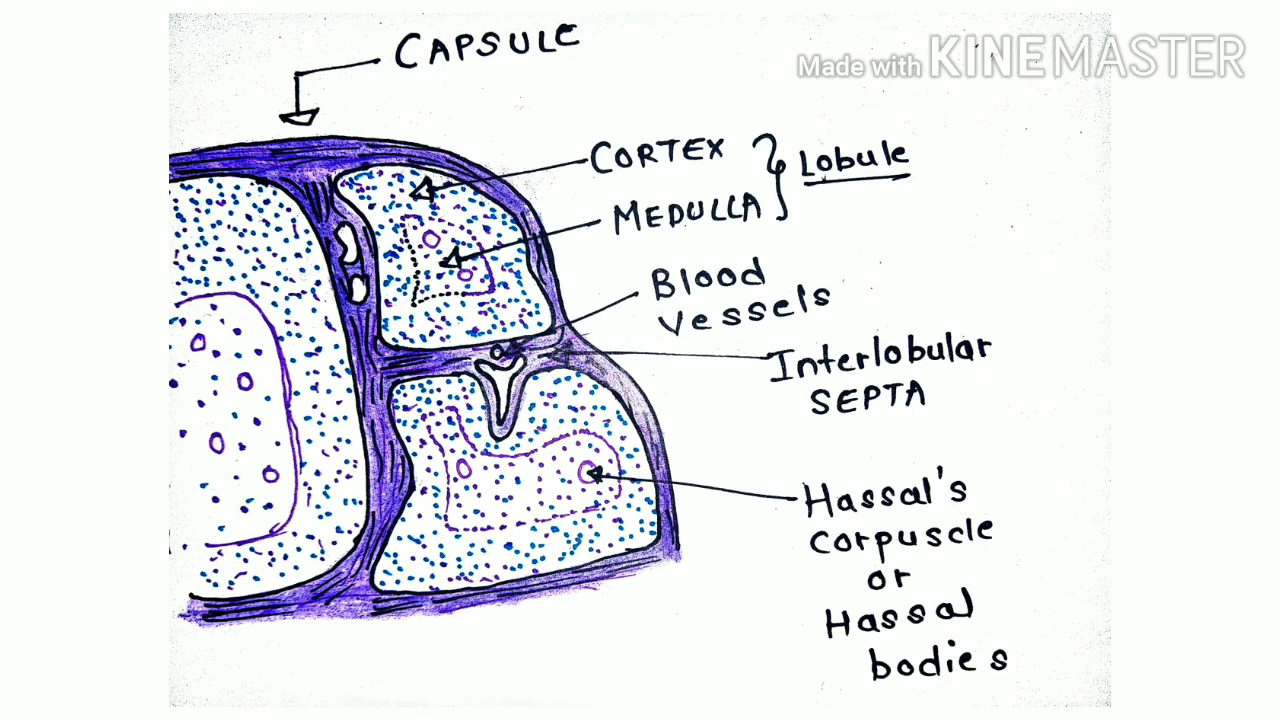 CAPSULE
Made with KINEMASTER
CORTEX
Lobule
MEDULLA
Blood
vessels
Interlobular
SEPTA
Hassal's
corpuscle
or
Hassal
bodies